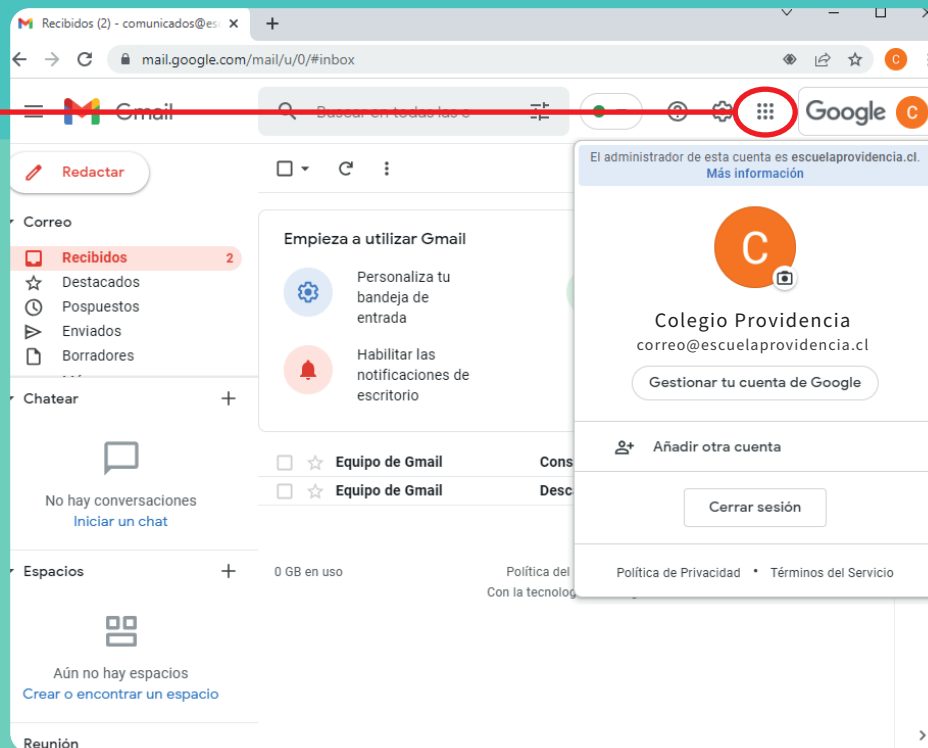 Recibidos (2) - comunicados@es
mail.google.com/mail/u/0/#inbox
C
Gmail
Buscar en todas las c
Google C
Redactar
Correo
Recibidos 2
Destacados
Pospuestos
Enviados
Borradores
Chatear
No hay conversaciones
Iniciar un chat
Espacios
Aún no hay espacios
Crear o encontrar un espacio
Reunión
Empieza a utilizar Gmail
Personaliza tu
bandeja de
entrada
Habilitar las
notificaciones de
escritorio
Equipo de Gmail Cons
Equipo de Gmail Desc
0 GB en uso
Política del
Con la tecnolog
El administrador de esta cuenta es escuelaprovidencia.cl.
Más información
C
Colegio Providencia
correo@escuelaprovidencia.cl
Gestionar tu cuenta de Google
Añadir otra cuenta
Cerrar sesión
Política de Privacidad • Términos del Servicio